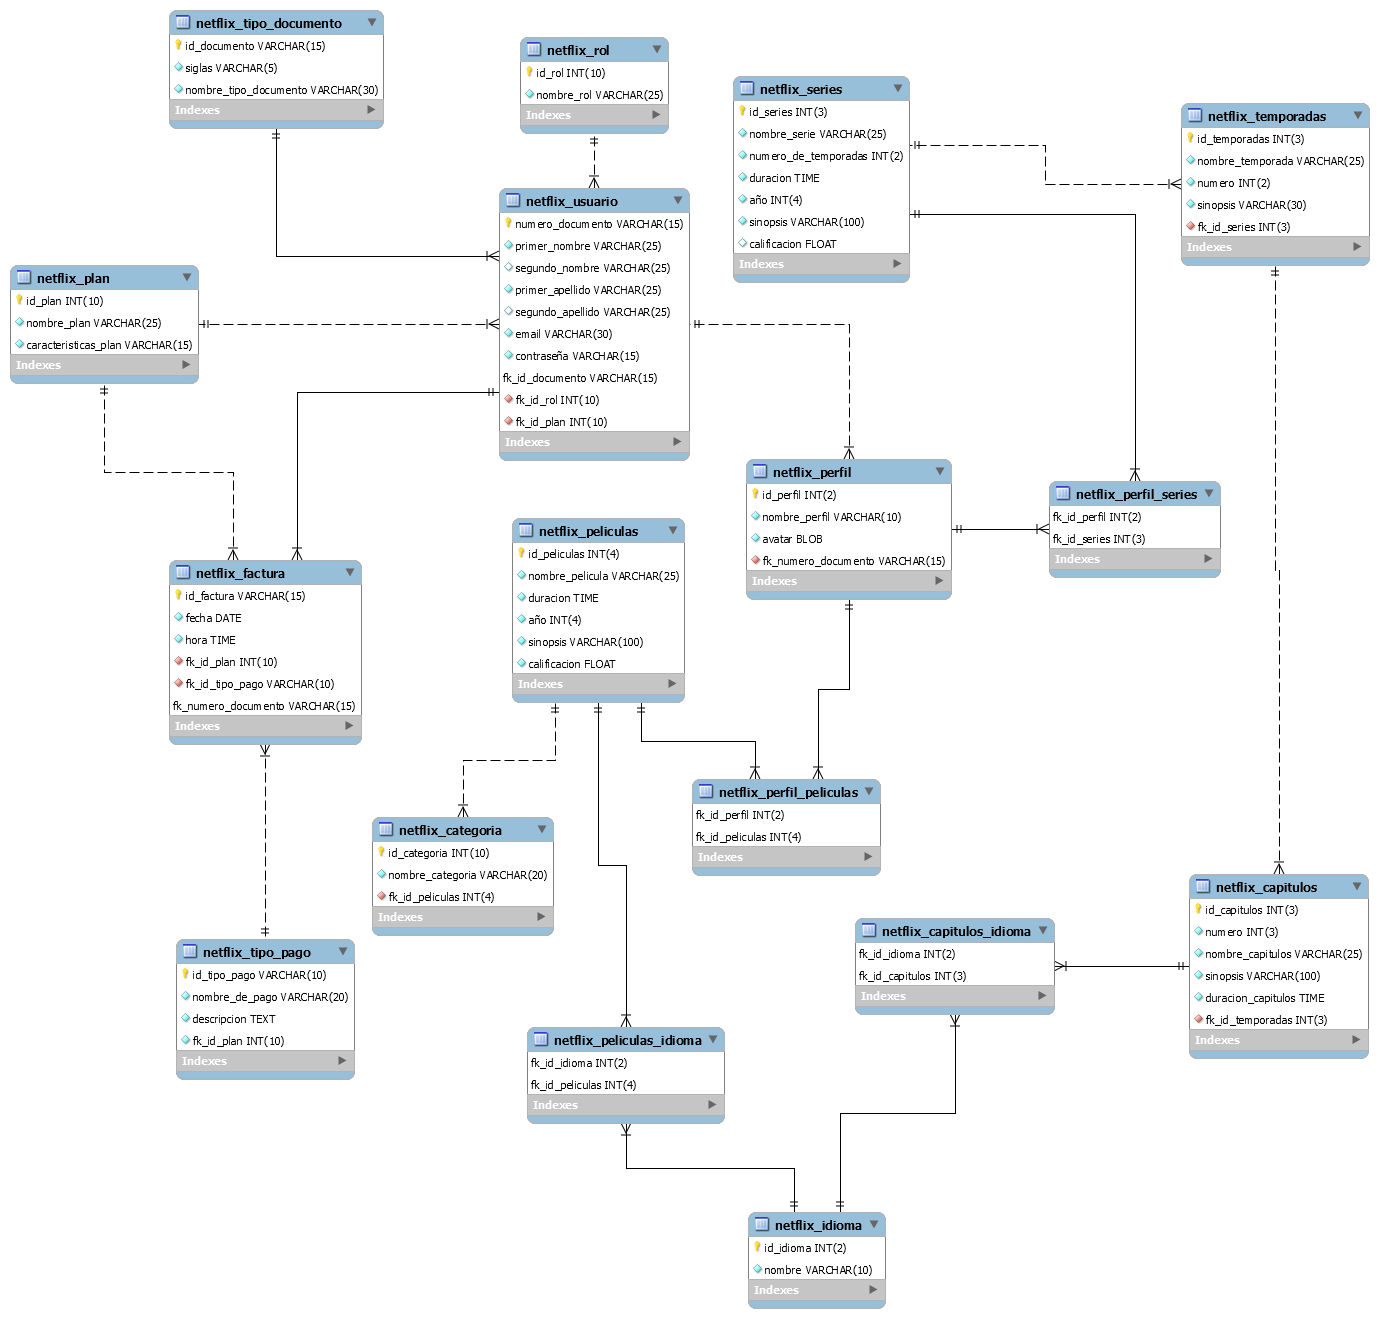 netflix_tipo_documento
id_documento VARCHAR(15)
siglas VARCHAR(5)
nombre_tipo_documento VARCHAR(30)
Indexes
netflix_rol
id_rol INT(10)
nombre_rol VARCHAR(25)
Indexes
netflix_series
id_series INT(3)
nombre_serie VARCHAR(25)
numero_de_temporadas INT(2)
duracion TIME
año INT(4)
sinopsis VARCHAR(100)
calificacion FLOAT
Indexes
netflix_temporadas
id_temporadas INT(3)
nombre_temporada VARCHAR(25)
numero INT(2)
sinopsis VARCHAR(30)
fk_id_series INT(3)
Indexes
netflix_usuario
numero_documento VARCHAR(15)
primer_nombre VARCHAR(25)
segundo_nombre VARCHAR(25)
primer_apellido VARCHAR(25)
segundo_apellido VARCHAR(25)
email VARCHAR(30)
contraseña VARCHAR(15)
fk_id_documento VARCHAR(15)
fk_id_rol INT(10)
fk_id_plan INT(10)
Indexes
netflix_plan
id_plan INT(10)
nombre_plan VARCHAR(25)
caracteristicas_plan VARCHAR(15)
Indexes
netflix_perfil
id_perfil INT(2)
nombre_perfil VARCHAR(10)
avatar BLOB
fk_numero_documento VARCHAR(15)
Indexes
netflix_perfil_series
fk_id_perfil INT(2)
fk_id_series INT(3)
Indexes
netflix_peliculas
id_peliculas INT(4)
nombre_pelicula VARCHAR(25)
duracion TIME
año INT(4)
sinopsis VARCHAR(100)
calificacion FLOAT
Indexes
netflix_factura
id_factura VARCHAR(15)
fecha DATE
hora TIME
fk_id_plan INT(10)
fk_id_tipo_pago VARCHAR(10)
fk_numero_documento VARCHAR(15)
Indexes
netflix_perfil_peliculas
fk_id_perfil INT(2)
fk_id_peliculas INT(4)
Indexes
netflix_categoria
id_categoria INT(10)
nombre_categoria VARCHAR(20)
fk_id_peliculas INT(4)
Indexes
netflix_capitulos
id_capitulos INT(3)
numero INT(3)
nombre_capitulos VARCHAR(25)
sinopsis VARCHAR(100)
duracion_capitulos TIME
fk_id_temporadas INT(3)
Indexes
netflix_capitulos_idioma
fk_id_idioma INT(2)
fk_id_capitulos INT(3)
Indexes
netflix_tipo_pago
id_tipo_pago VARCHAR(10)
nombre_de_pago VARCHAR(20)
descripcion TEXT
fk_id_plan INT(10)
Indexes
netflix_peliculas_idioma
fk_id_idioma INT(2)
fk_id_peliculas INT(4)
Indexes
netflix_idioma
id_idioma INT(2)
nombre VARCHAR(10)
Indexes